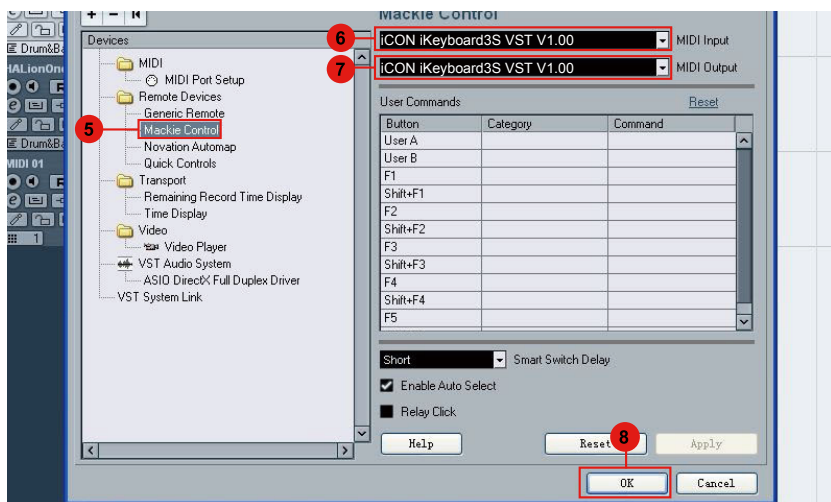 + - |◀
Mackie Control
Drum&Ba
HALionOne
R
e
Drum&Ba
MIDI 01
R
e
1
Devices
MIDI
MIDI Port Setup
Remote Devices
Generic Remote
5
Mackie Control
Novation Automap
Quick Controls
Transport
Remaining Record Time Display
Time Display
Video
Video Player
VST Audio System
ASIO DirectX Full Duplex Driver
VST System Link
6
iCON iKeyboard3S VST V1.00
MIDI Input
7
iCON iKeyboard3S VST V1.00
MIDI Output
User Commands
Reset
Button Category Command
User A
User B
F1
Shift+F1
F2
Shift+F2
F3
Shift+F3
F4
Shift+F4
F5
Short
Smart Switch Delay
Enable Auto Select
Relay Click
Help
Reset
8
Apply
OK
Cancel